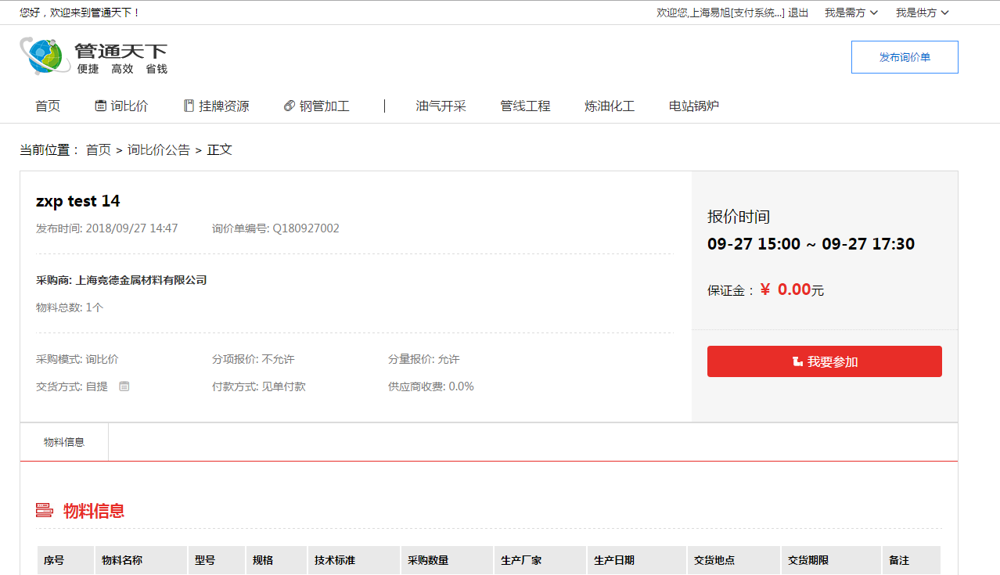 您好，欢迎来到管通天下！ 欢迎您,上海易旭[支付系统...] 退出 我是需方 我是供方
管通天下
便捷 高效 省钱
发布询价单
首页 询比价 挂牌资源 钢管加工 | 油气开采 管线工程 炼油化工 电站锅炉
当前位置： 首页 > 询比价公告 > 正文
zxp test 14
发布时间: 2018/09/27 14:47 询价单编号: Q180927002
采购商: 上海竞德金属材料有限公司
物料总数: 1个
采购模式: 询比价 分项报价: 不允许 分量报价: 允许
交货方式: 自提 付款方式: 见单付款 供应商收费: 0.0%
报价时间
09-27 15:00 ~ 09-27 17:30
保证金： ¥ 0.00元
我要参加
物料信息
物料信息
序号 物料名称 型号 规格 技术标准 采购数量 生产厂家 生产日期 交货地点 交货期限 备注